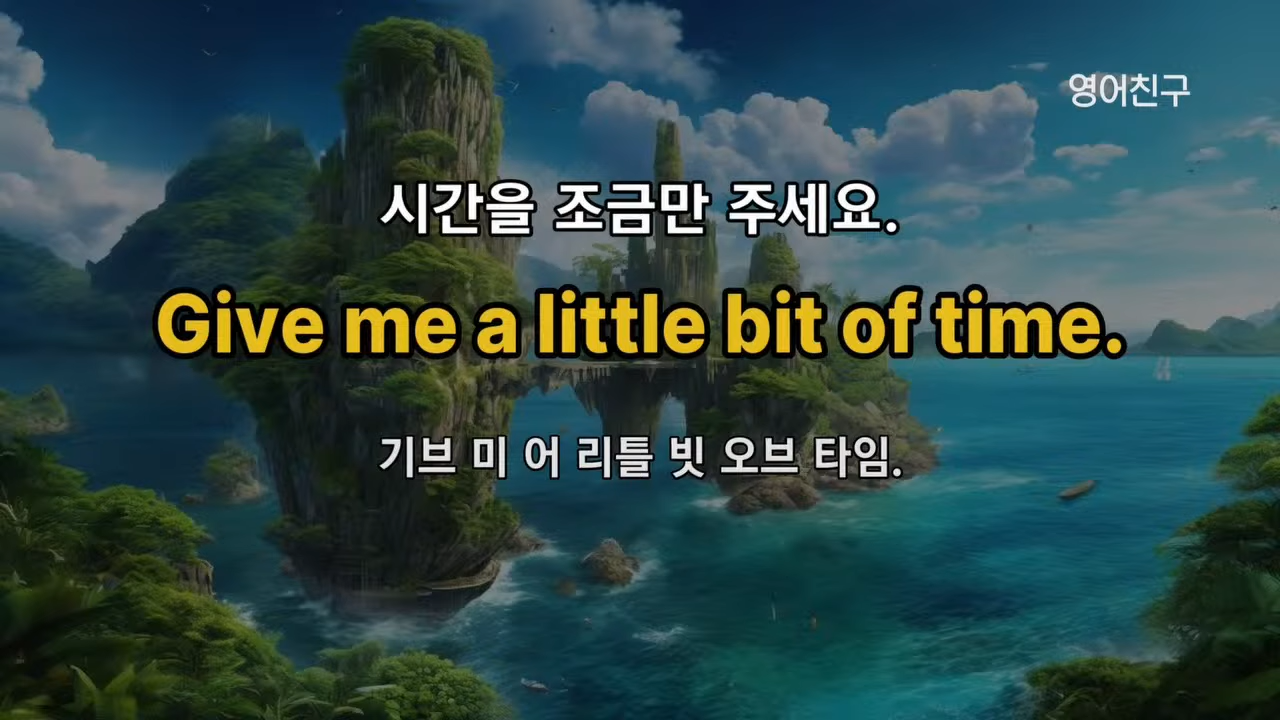 영어친구
시간을 조금만 주세요.
Give me a little bit of time.
기브 미 어 리틀 빗 오브 타임.